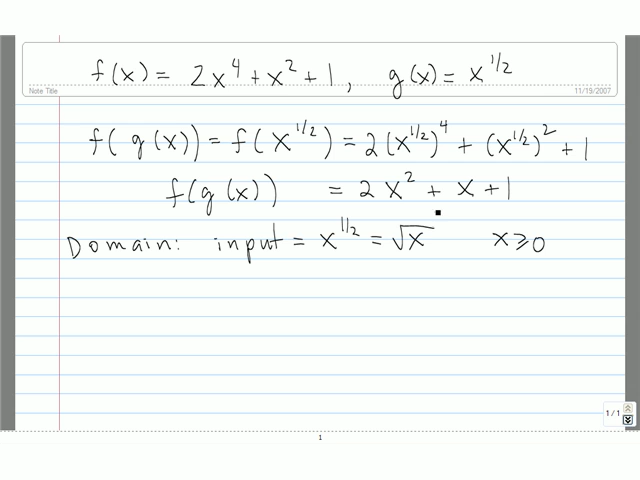 f(x) = 2x⁴ + x² + 1, g(x) = x^1/2
Note Title 11/19/2007
f(g(x)) = f(x^1/2) = 2(x^1/2)⁴ + (x^1/2)² + 1
f(g(x)) = 2x² + x + 1
Domain: input = x^1/2 = √x x ≥ 0
1 / 1
1